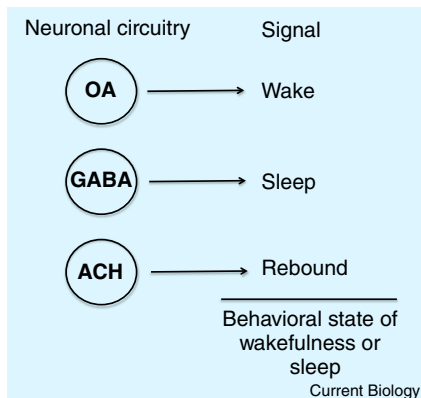 Neuronal circuitry Signal
OA Wake
GABA Sleep
ACH Rebound
Behavioral state of
wakefulness or
sleep
Current Biology